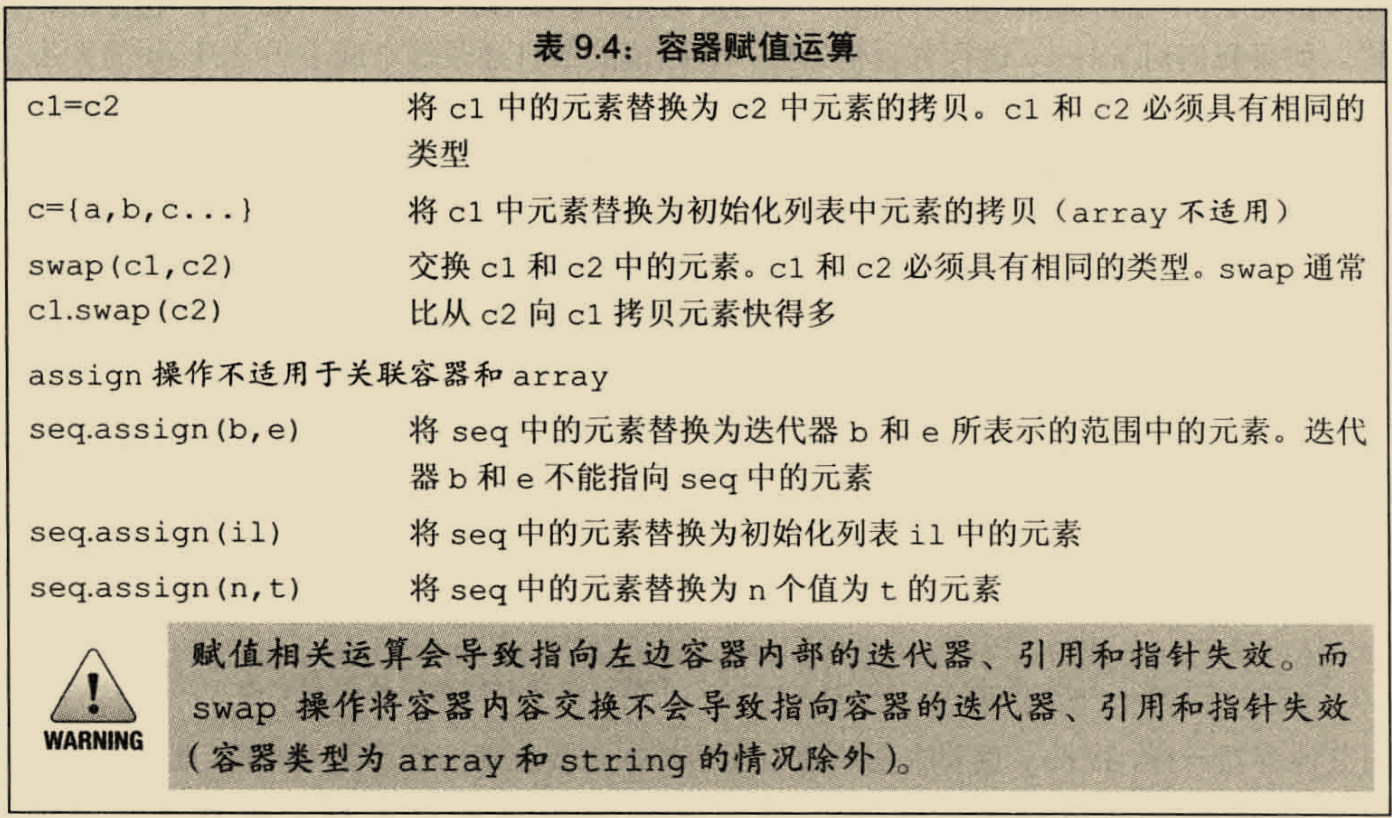 表 9.4：容器赋值运算
c1=c2 将 c1 中的元素替换为 c2 中元素的拷贝。c1 和 c2 必须具有相同的
类型
c={a,b,c...} 将 c1 中元素替换为初始化列表中元素的拷贝（array 不适用）
swap(c1,c2) 交换 c1 和 c2 中的元素。c1 和 c2 必须具有相同的类型。swap 通常
c1.swap(c2) 比从 c2 向 c1 拷贝元素快得多
assign 操作不适用于关联容器和 array
seq.assign(b,e) 将 seq 中的元素替换为迭代器 b 和 e 所表示的范围中的元素。迭代
器 b 和 e 不能指向 seq 中的元素
seq.assign(il) 将 seq 中的元素替换为初始化列表 il 中的元素
seq.assign(n,t) 将 seq 中的元素替换为 n 个值为 t 的元素
赋值相关运算会导致指向左边容器内部的迭代器、引用和指针失效。而
swap 操作将容器内容交换不会导致指向容器的迭代器、引用和指针失效
（容器类型为 array 和 string 的情况除外）。
WARNING